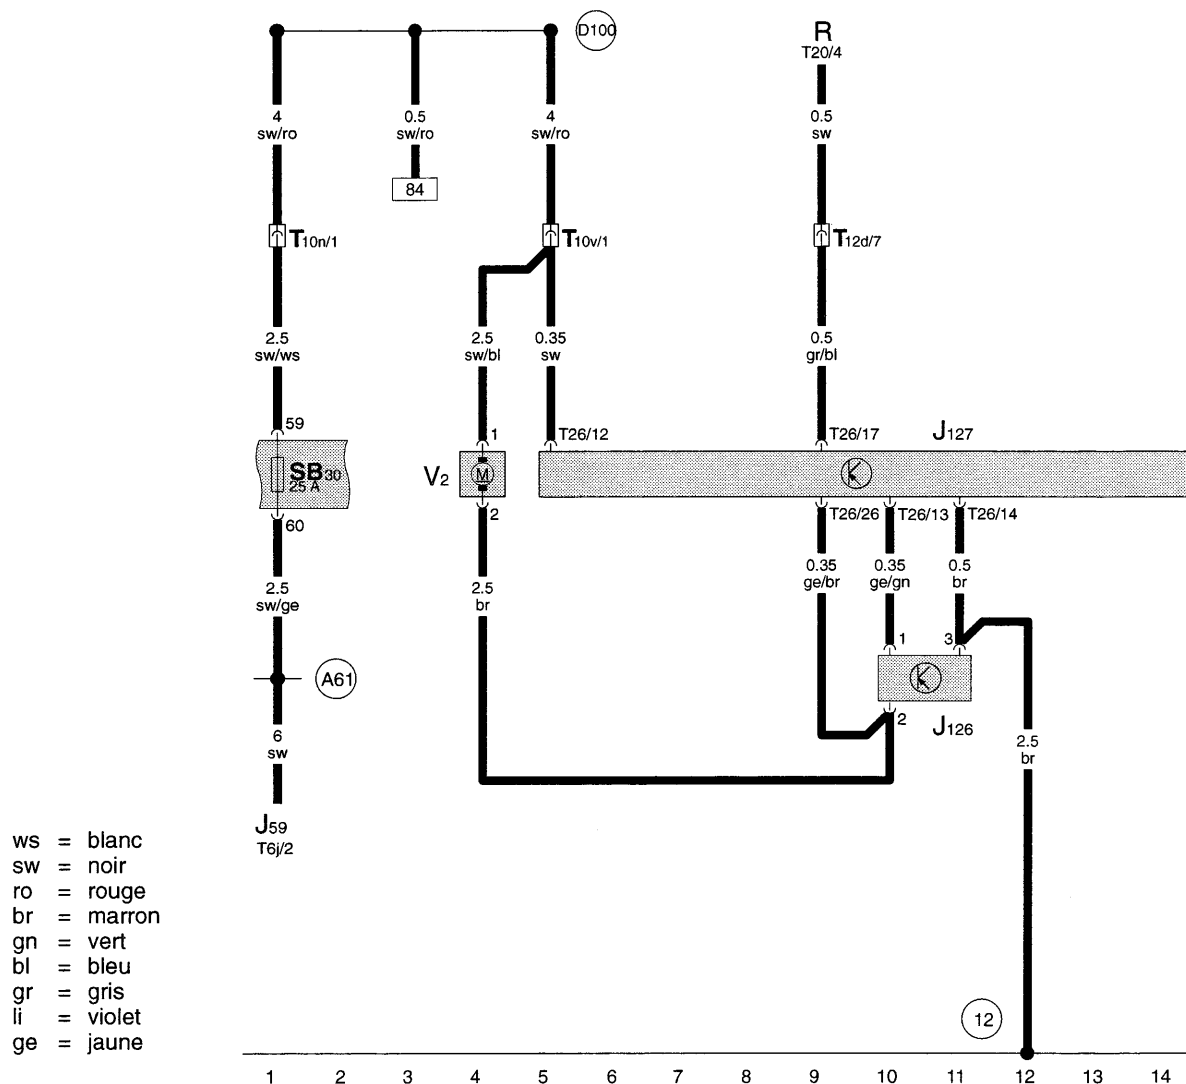 D100
R
T20/4
4
sw/ro
0.5
sw/ro
4
sw/ro
0.5
sw
84
T10n/1
T10v/1
T12d/7
2.5
sw/ws
2.5
sw/bl
0.35
sw
0.5
gr/bl
59
1
T26/12
T26/17
J127
SB30
25 A
V2
M
60
2
T26/26
T26/13
T26/14
2.5
sw/ge
2.5
br
0.35
ge/br
0.35
ge/gn
0.5
br
1
3
A61
2
J126
6
sw
2.5
br
J59
T6j/2
ws = blanc
sw = noir
ro = rouge
br = marron
gn = vert
bl = bleu
gr = gris
li = violet
ge = jaune
12
1 2 3 4 5 6 7 8 9 10 11 12 13 14